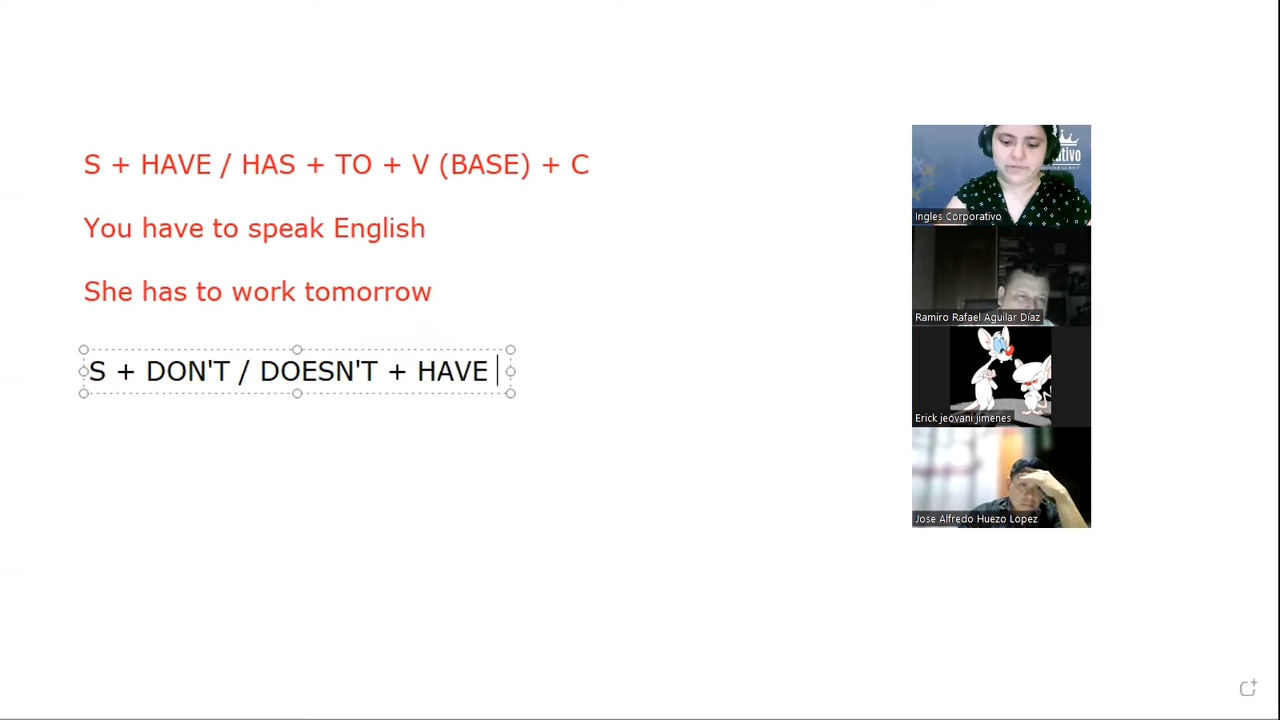 S + HAVE / HAS + TO + V (BASE) + C
You have to speak English
She has to work tomorrow
S + DON'T / DOESN'T + HAVE
Ingles Corporativo
Ramiro Rafael Aguilar Díaz
Erick jeovani jimenes
Jose Alfredo Huezo Lopez